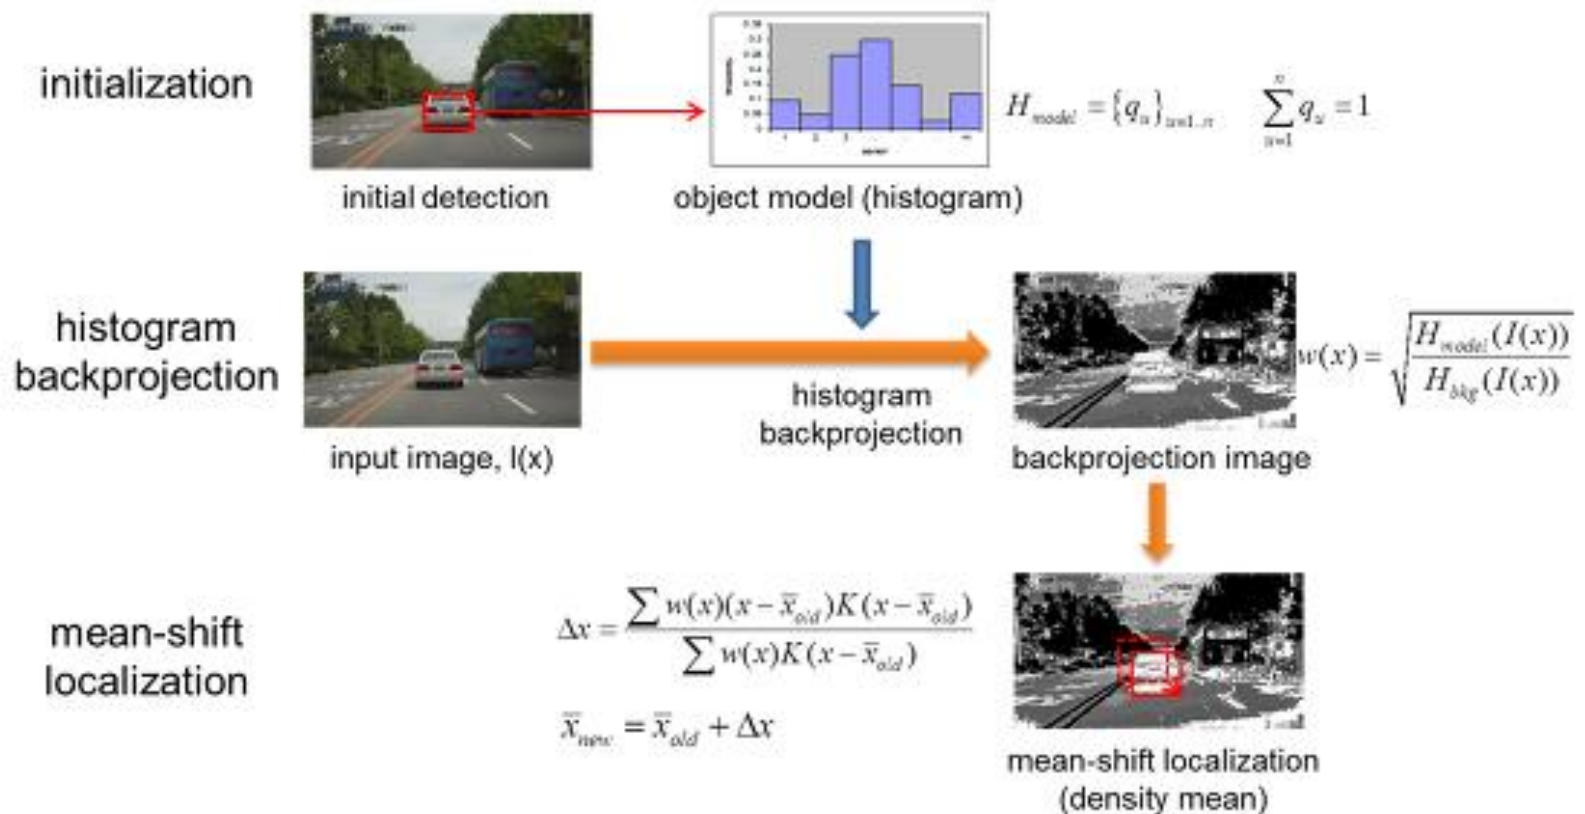 initialization
initial detection
object model (histogram)
H_model = {q_u}_u=1..n  ∑_{u=1}^{n} q_u = 1
histogram
backprojection
input image, I(x)
histogram
backprojection
backprojection image
w(x) = √(H_model(I(x)) / H_bkg(I(x)))
mean-shift
localization
Δx = ∑ w(x)(x − x̄_old)K(x − x̄_old) / ∑ w(x)K(x − x̄_old)
x̄_new = x̄_old + Δx
mean-shift localization
(density mean)